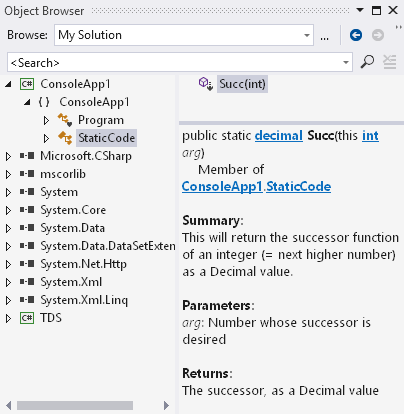 Object Browser
Browse: My Solution ...
<Search>
C# ConsoleApp1
{ } ConsoleApp1
Program
StaticCode
Microsoft.CSharp
mscorlib
System
System.Core
System.Data
System.Data.DataSetExten
System.Net.Http
System.Xml
System.Xml.Linq
C# TDS
Succ(int)
public static decimal Succ(this int
arg)
Member of
ConsoleApp1.StaticCode
Summary:
This will return the successor function
of an integer (= next higher number)
as a Decimal value.
Parameters:
arg: Number whose successor is
desired
Returns:
The successor, as a Decimal value